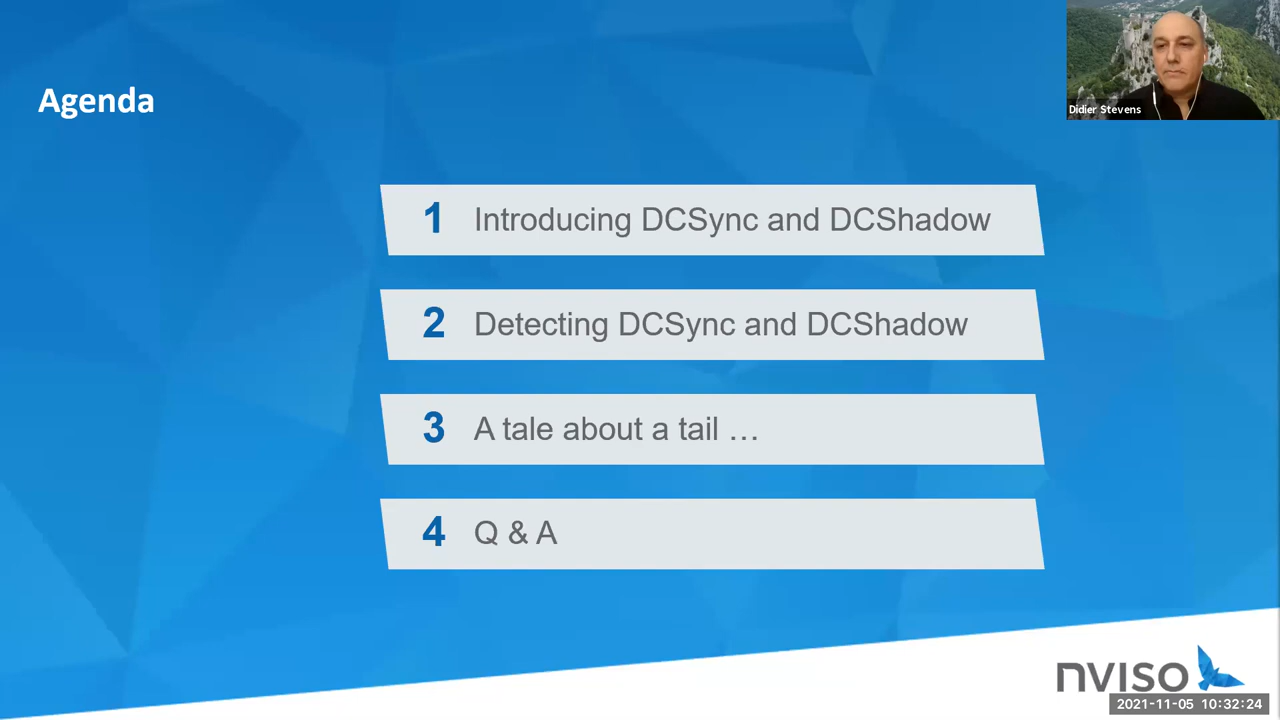 Agenda
Didier Stevens
1 Introducing DCSync and DCShadow
2 Detecting DCSync and DCShadow
3 A tale about a tail …
4 Q & A
nviso
2021-11-05 10:32:24